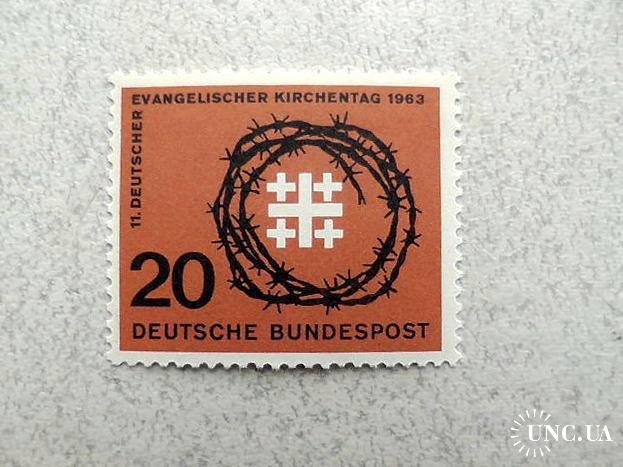 11. DEUTSCHER
EVANGELISCHER KIRCHENTAG 1963
20
DEUTSCHE BUNDESPOST
UNC.UA